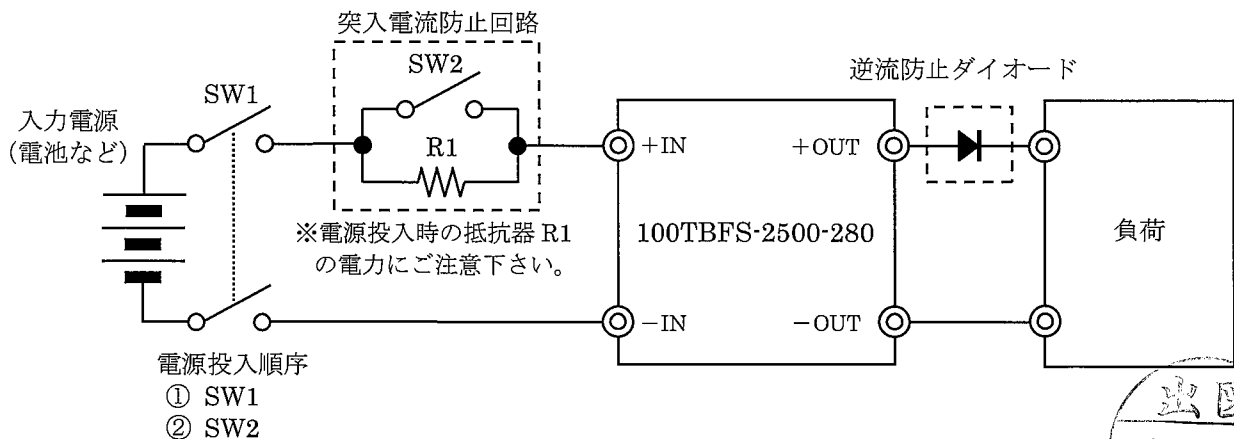 突入電流防止回路
SW2
SW1
逆流防止ダイオード
入力電源
(電池など)
R1
+IN
+OUT
※電源投入時の抵抗器 R1
の電力にご注意下さい。
100TBFS-2500-280
負荷
−IN
−OUT
電源投入順序
① SW1
② SW2
出図